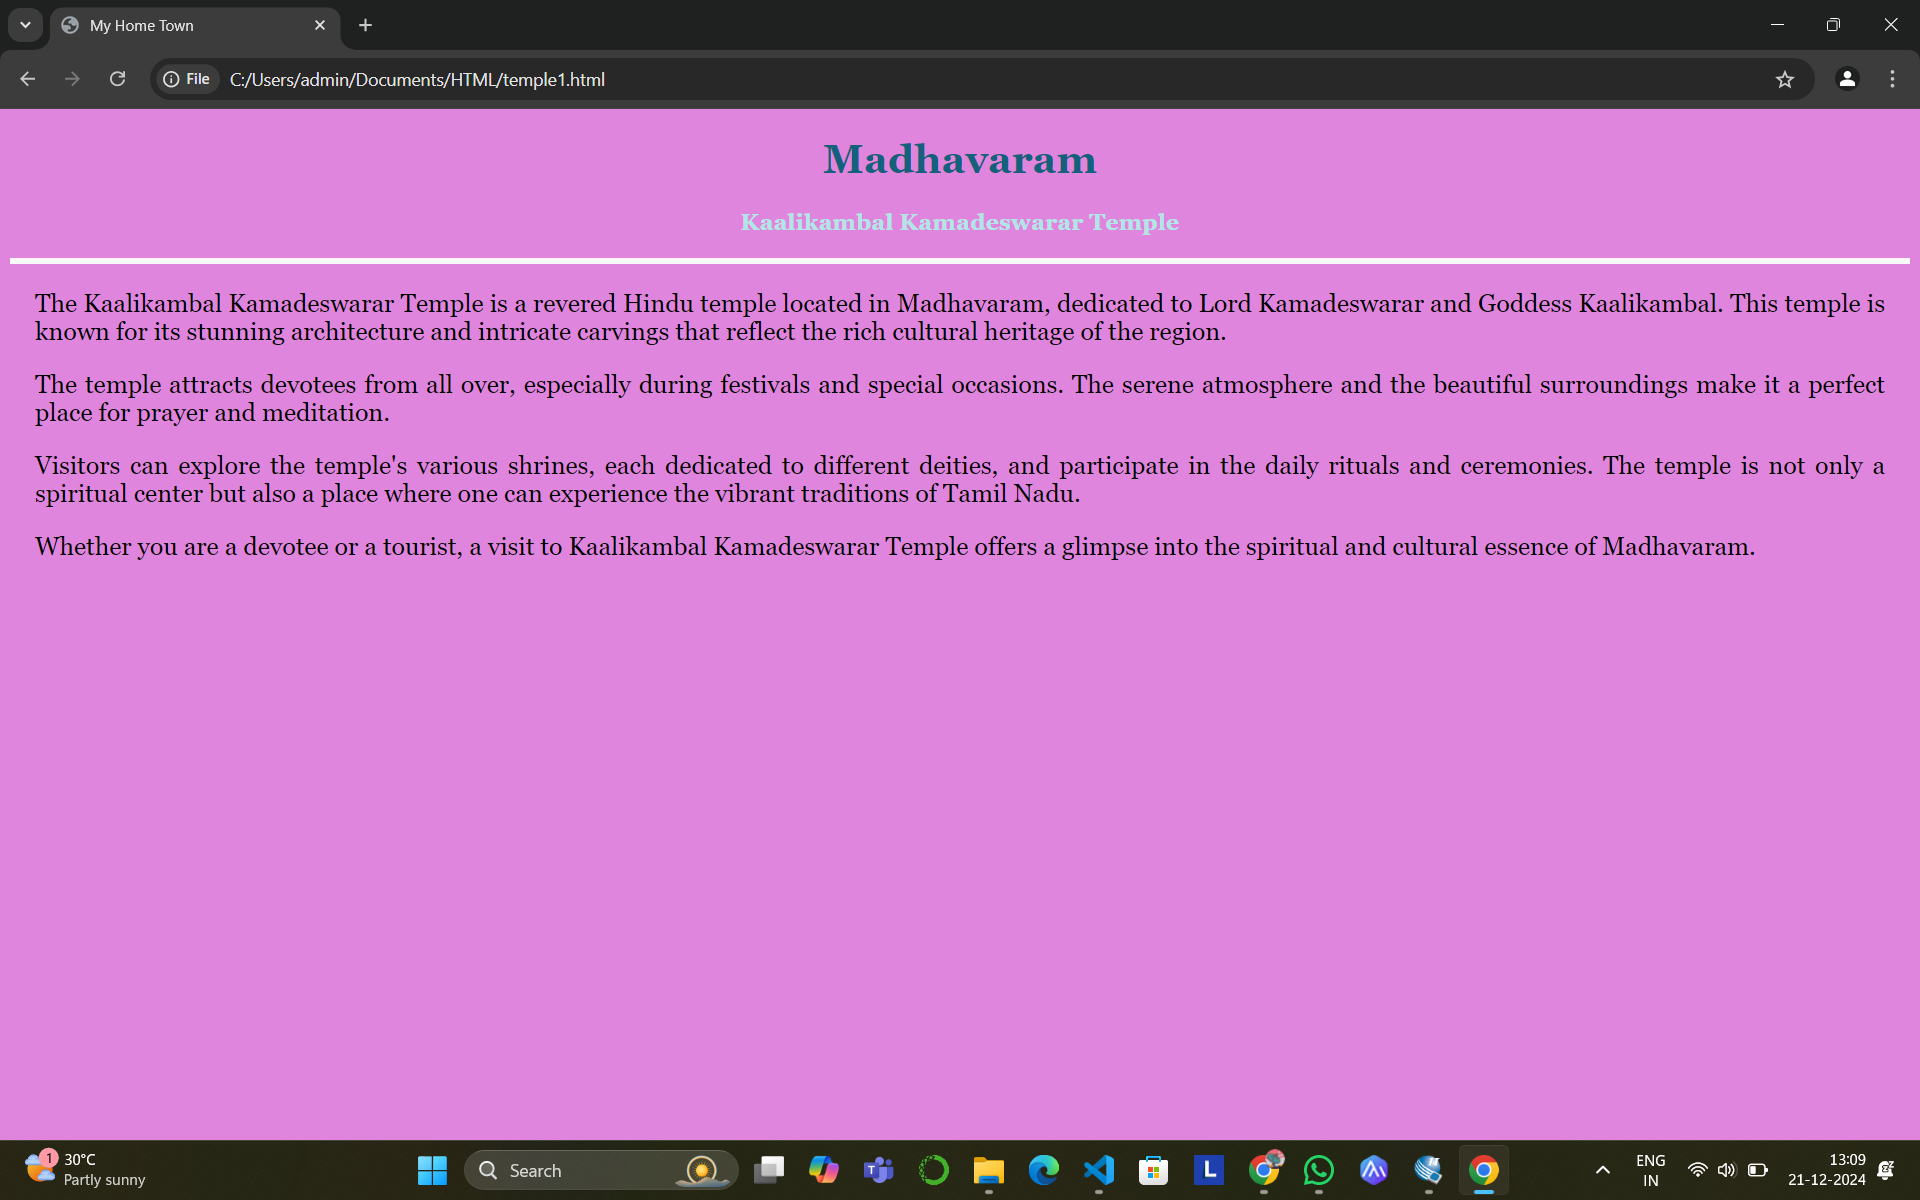 My Home Town
File
C:/Users/admin/Documents/HTML/temple1.html
Madhavaram
Kaalikambal Kamadeswarar Temple
The Kaalikambal Kamadeswarar Temple is a revered Hindu temple located in Madhavaram, dedicated to Lord Kamadeswarar and Goddess Kaalikambal. This temple is
known for its stunning architecture and intricate carvings that reflect the rich cultural heritage of the region.
The temple attracts devotees from all over, especially during festivals and special occasions. The serene atmosphere and the beautiful surroundings make it a perfect
place for prayer and meditation.
Visitors can explore the temple's various shrines, each dedicated to different deities, and participate in the daily rituals and ceremonies. The temple is not only a
spiritual center but also a place where one can experience the vibrant traditions of Tamil Nadu.
Whether you are a devotee or a tourist, a visit to Kaalikambal Kamadeswarar Temple offers a glimpse into the spiritual and cultural essence of Madhavaram.
1
30°C
Partly sunny
Search
T
L
ENG
IN
13:09
21-12-2024